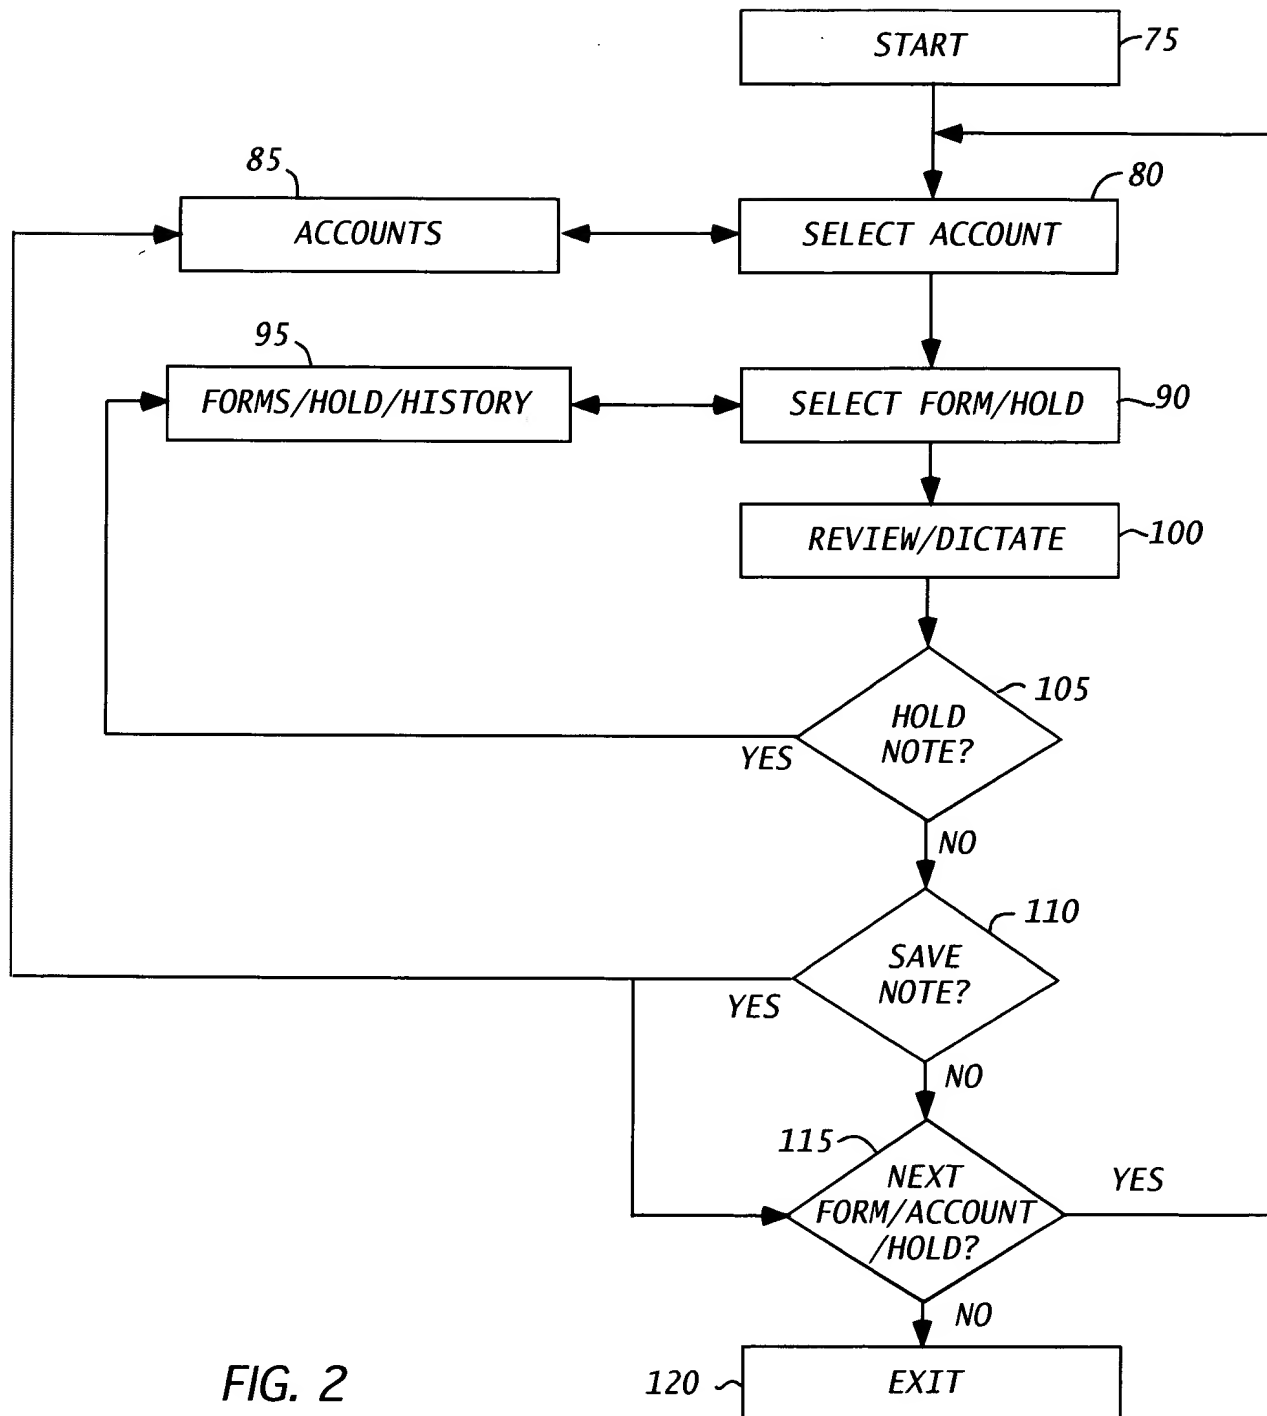 START
75
85
80
ACCOUNTS
SELECT ACCOUNT
95
FORMS/HOLD/HISTORY
SELECT FORM/HOLD
90
REVIEW/DICTATE
100
105
HOLD
NOTE?
YES
NO
110
SAVE
NOTE?
YES
NO
115
NEXT
FORM/ACCOUNT
/HOLD?
YES
NO
120
EXIT
FIG. 2